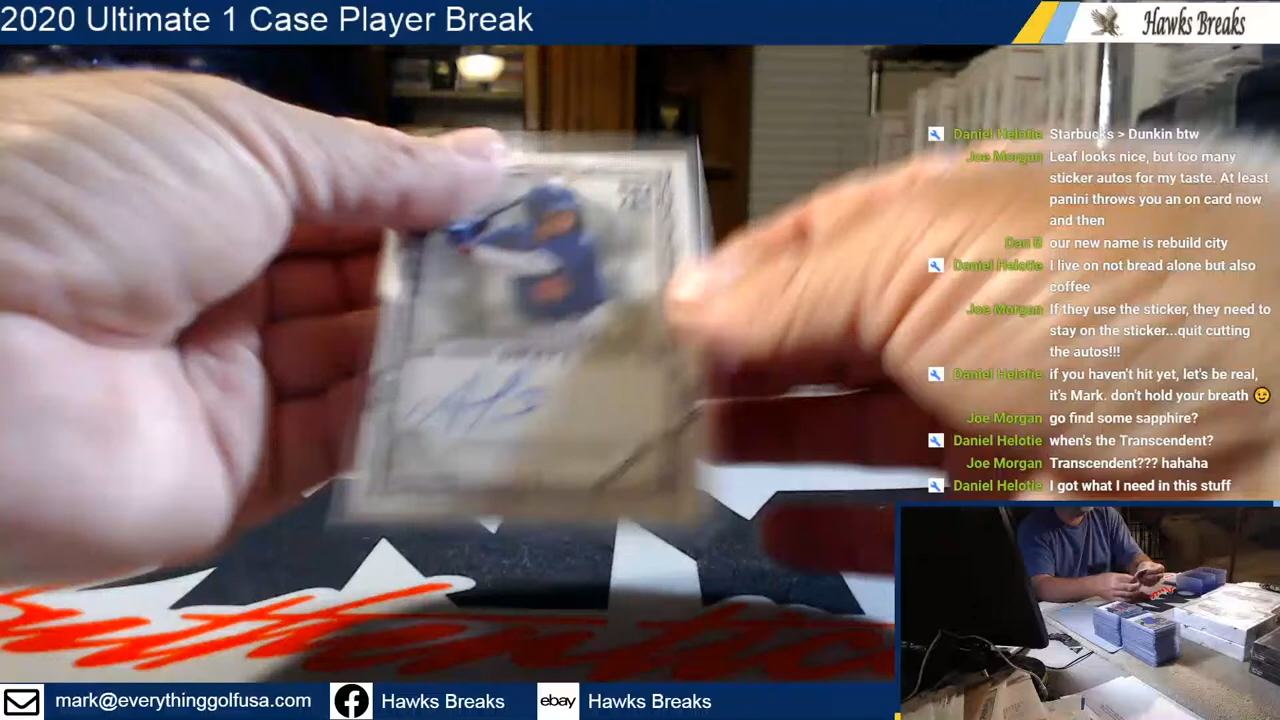 2020 Ultimate 1 Case Player Break
Hawks Breaks
Daniel Helotie Starbucks > Dunkin btw
Joe Morgan Leaf looks nice, but too many
sticker autos for my taste. At least
panini throws you an on card now
and then
Dan B our new name is rebuild city
Daniel Helotie I live on not bread alone but also
coffee
Joe Morgan If they use the sticker, they need to
stay on the sticker...quit cutting
the autos!!!
Daniel Helotie if you haven't hit yet, let's be real,
it's Mark. don't hold your breath 😉
Joe Morgan go find some sapphire?
Daniel Helotie when's the Transcendent?
Joe Morgan Transcendent??? hahaha
Daniel Helotie I got what I need in this stuff
mark@everythinggolfusa.com
Hawks Breaks
ebay Hawks Breaks